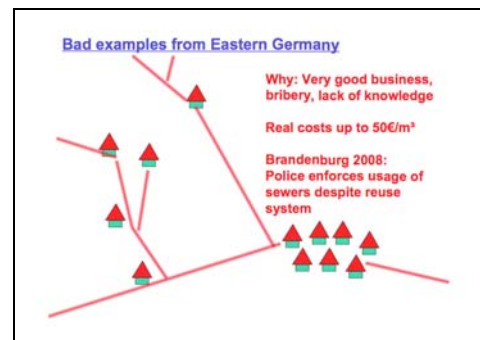 Bad examples from Eastern Germany
Why: Very good business,
bribery, lack of knowledge
Real costs up to 50€/m³
Brandenburg 2008:
Police enforces usage of
sewers despite reuse
system